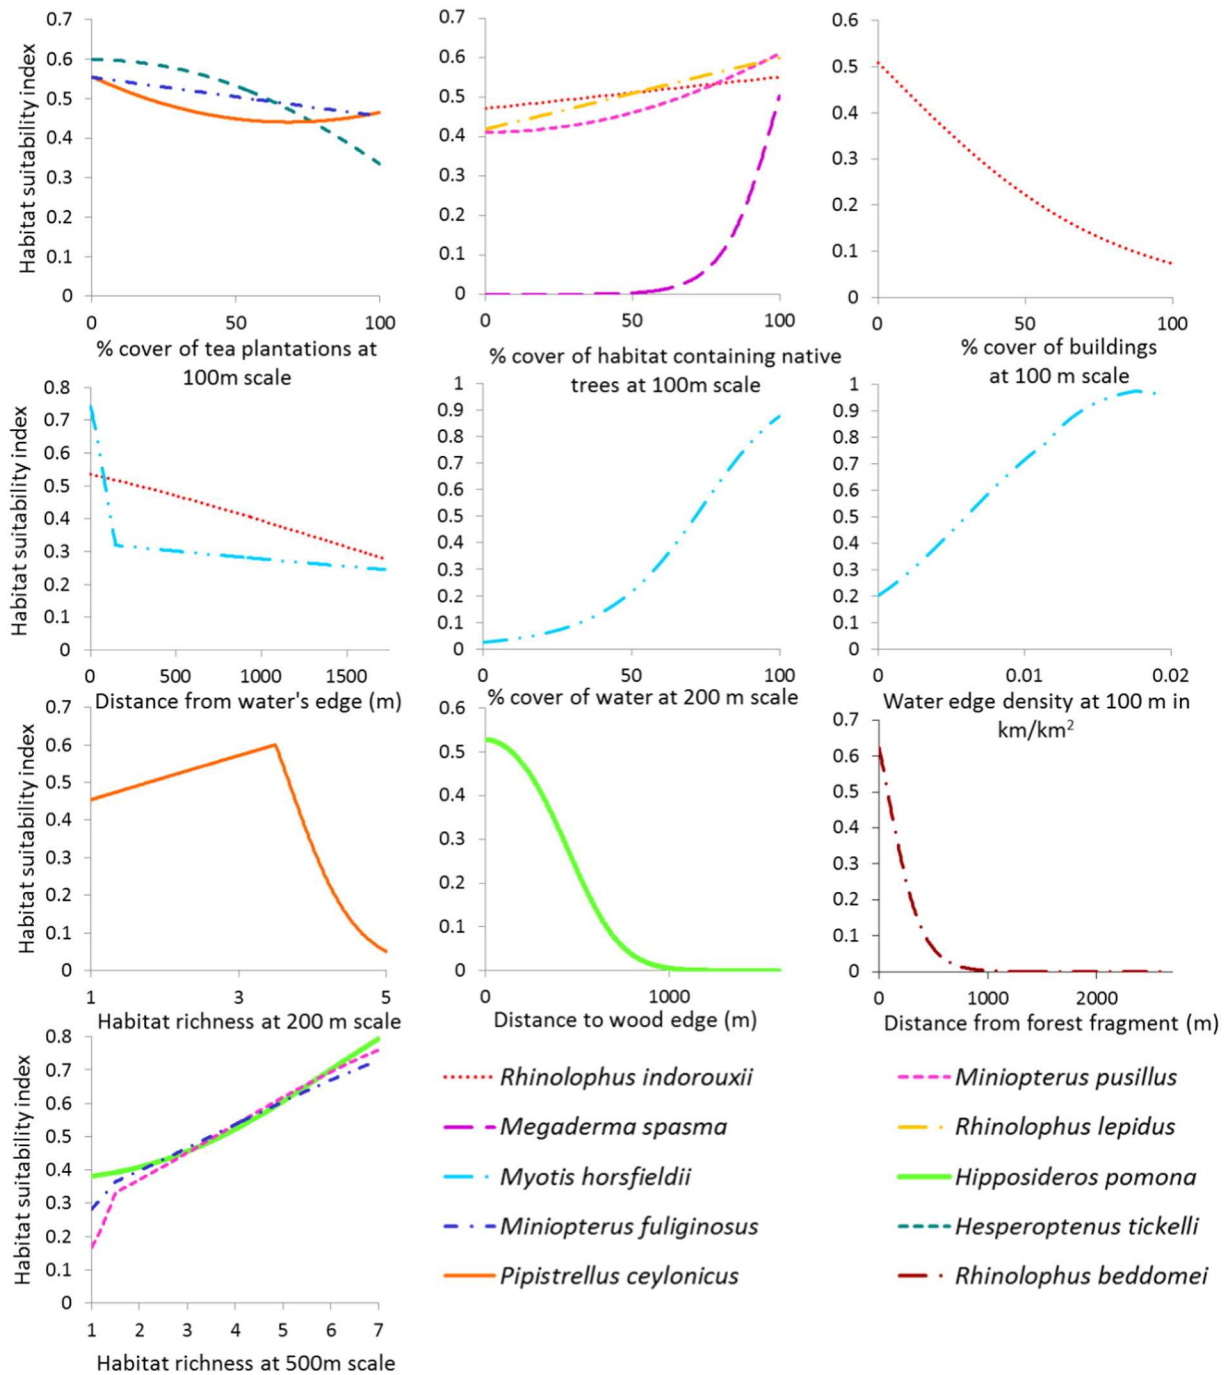 Habitat suitability index
0.7
0.6
0.5
0.4
0.3
0.2
0.1
0
0 50 100
% cover of tea plantations at
100m scale
0.7
0.6
0.5
0.4
0.3
0.2
0.1
0
0 50 100
% cover of habitat containing native
trees at 100m scale
0.6
0.5
0.4
0.3
0.2
0.1
0
0 50 100
% cover of buildings
at 100 m scale
Habitat suitability index
0.8
0.7
0.6
0.5
0.4
0.3
0.2
0.1
0
0 500 1000 1500
Distance from water's edge (m)
1
0.9
0.8
0.7
0.6
0.5
0.4
0.3
0.2
0.1
0
0 50 100
% cover of water at 200 m scale
1
0.9
0.8
0.7
0.6
0.5
0.4
0.3
0.2
0.1
0
0 0.01 0.02
Water edge density at 100 m in
km/km²
Habitat suitability index
0.7
0.6
0.5
0.4
0.3
0.2
0.1
0
1 3 5
Habitat richness at 200 m scale
0.6
0.5
0.4
0.3
0.2
0.1
0
0 1000
Distance to wood edge (m)
0.7
0.6
0.5
0.4
0.3
0.2
0.1
0
0 1000 2000
Distance from forest fragment (m)
Habitat suitability index
0.8
0.7
0.6
0.5
0.4
0.3
0.2
0.1
0
1 2 3 4 5 6 7
Habitat richness at 500m scale
Rhinolophus indorouxii
Megaderma spasma
Myotis horsfieldii
Miniopterus fuliginosus
Pipistrellus ceylonicus
Miniopterus pusillus
Rhinolophus lepidus
Hipposideros pomona
Hesperoptenus tickelli
Rhinolophus beddomei